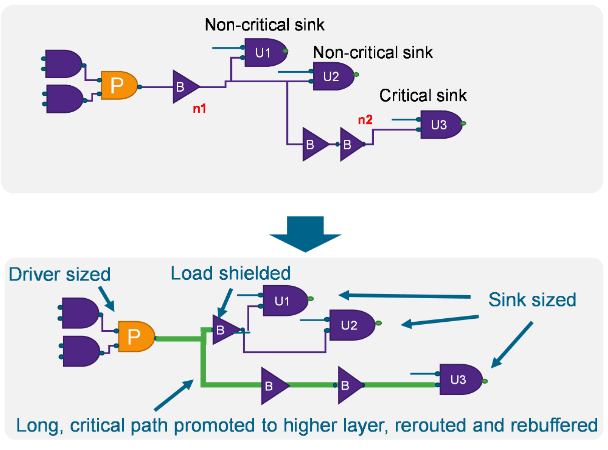 Non-critical sink
U1
Non-critical sink
U2
P
B
n1
Critical sink
n2
U3
B
B
Driver sized
Load shielded
U1
Sink sized
B
U2
P
U3
B
B
Long, critical path promoted to higher layer, rerouted and rebuffered